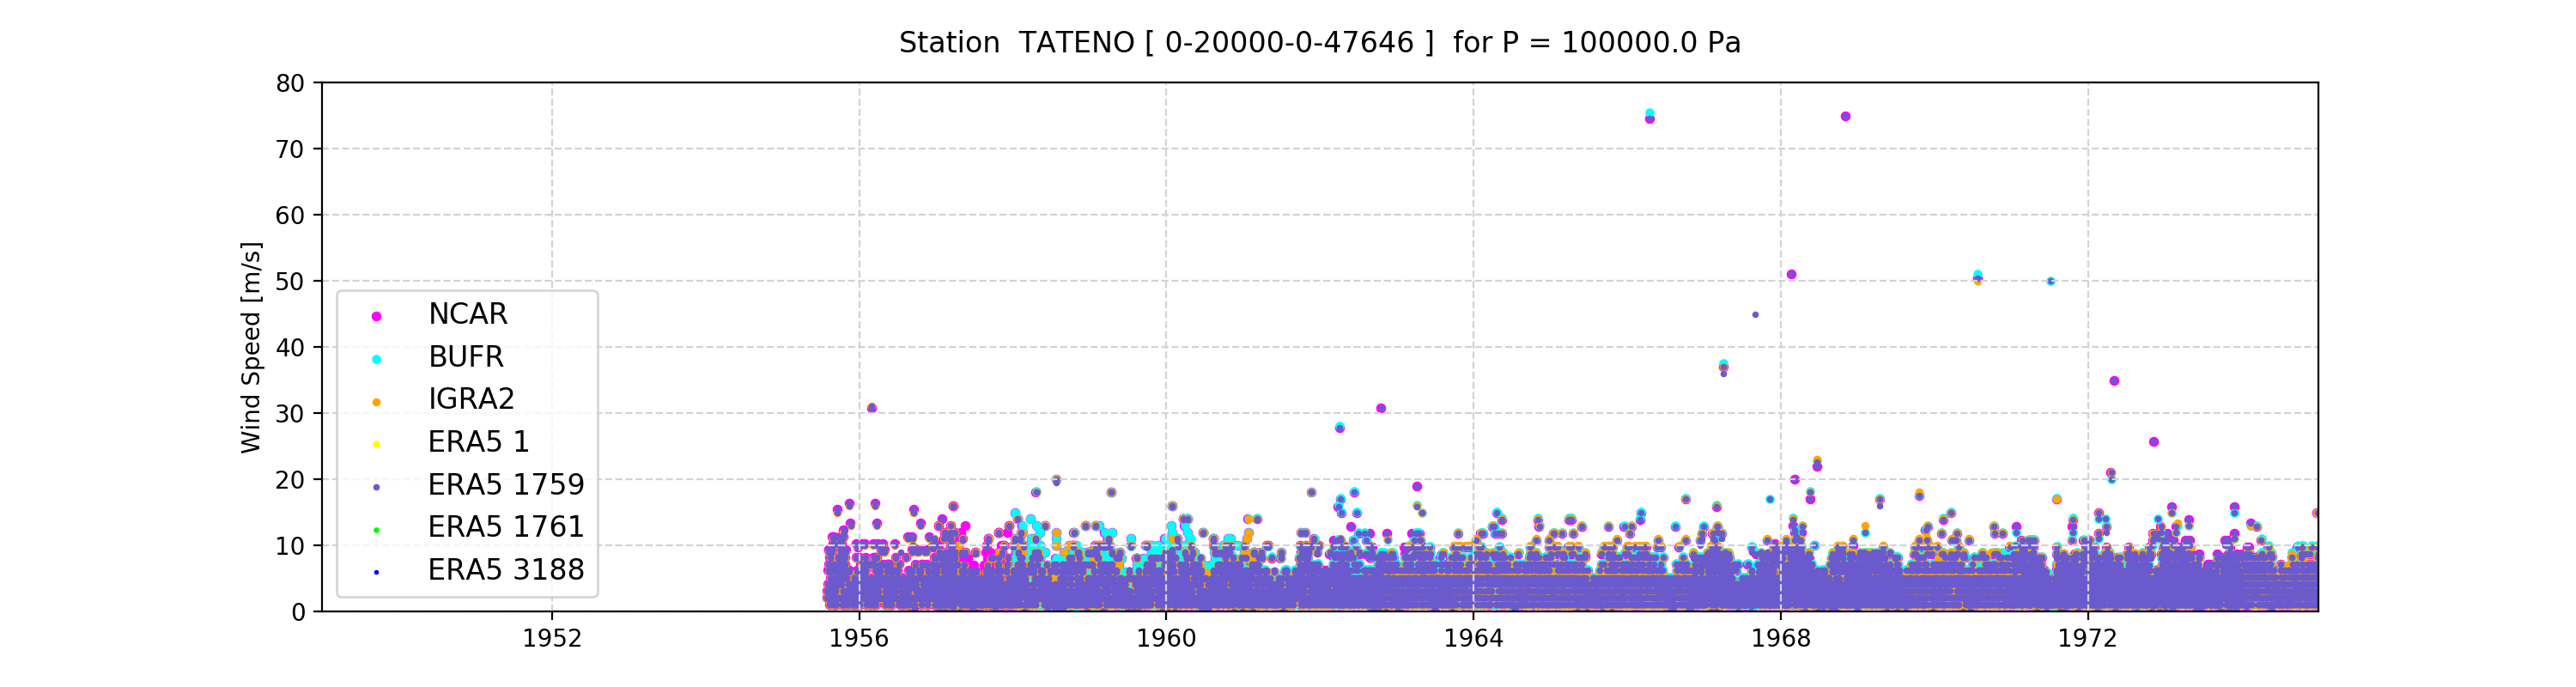 Station  TATENO [ 0-20000-0-47646 ]  for P = 100000.0 Pa
Wind Speed [m/s]
80
70
60
50
40
30
20
10
0
NCAR
BUFR
IGRA2
ERA5 1
ERA5 1759
ERA5 1761
ERA5 3188
1952
1956
1960
1964
1968
1972